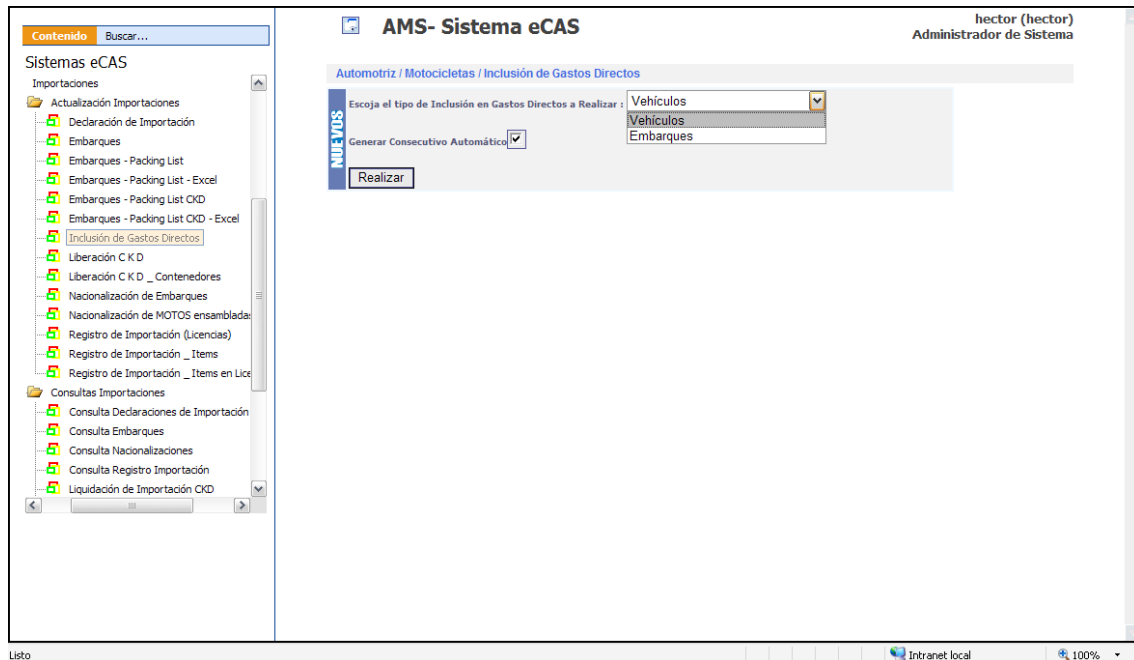 Contenido Buscar...
Sistemas eCAS
Importaciones
Actualización Importaciones
Declaración de Importación
Embarques
Embarques - Packing List
Embarques - Packing List - Excel
Embarques - Packing List CKD
Embarques - Packing List CKD - Excel
Inclusión de Gastos Directos
Liberación C K D
Liberación C K D _ Contenedores
Nacionalización de Embarques
Nacionalización de MOTOS ensambladas
Registro de Importación (Licencias)
Registro de Importación _ Items
Registro de Importación _ Items en Lice
Consultas Importaciones
Consulta Declaraciones de Importación
Consulta Embarques
Consulta Nacionalizaciones
Consulta Registro Importación
Liquidación de Importación CKD
AMS- Sistema eCAS
hector (hector)
Administrador de Sistema
Automotriz / Motocicletas / Inclusión de Gastos Directos
NUEVOS
Escoja el tipo de Inclusión en Gastos Directos a Realizar : Vehículos
Vehículos
Embarques
Generar Consecutivo Automático
Realizar
Listo
Intranet local
100%